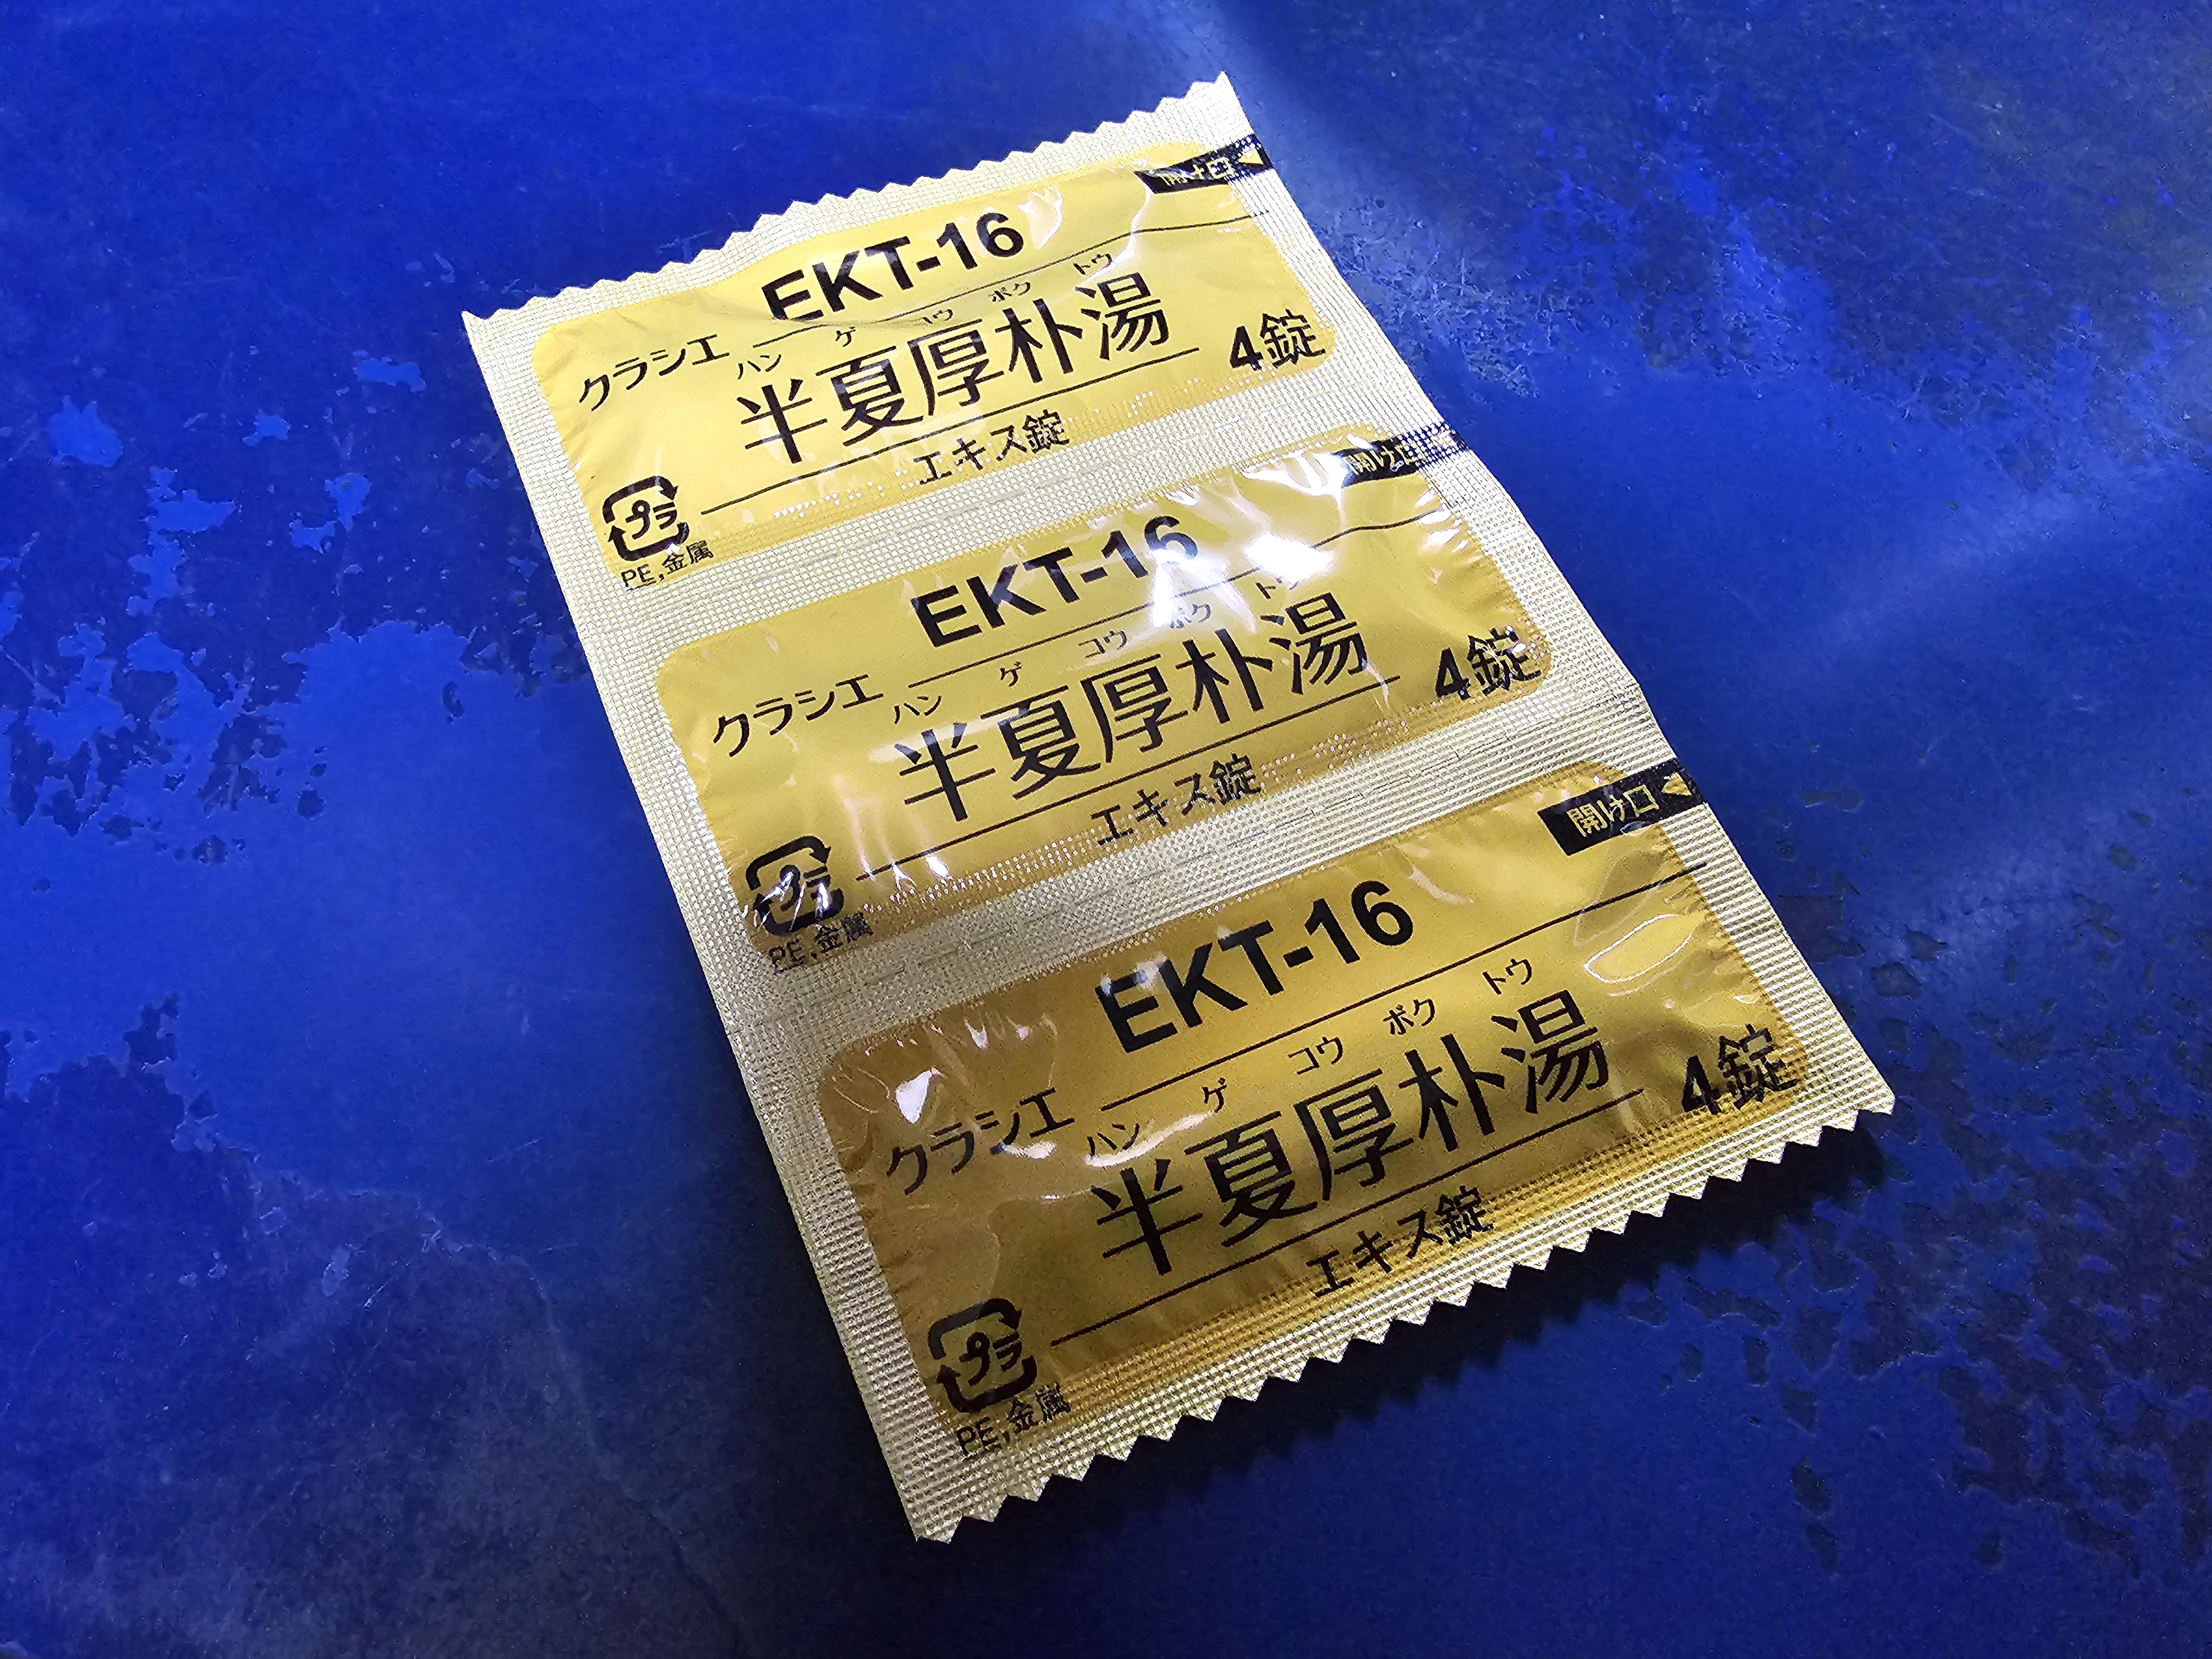 開け口
EKT-16
クラシエ
ハン ゲ コウ ボク トウ
半夏厚朴湯
4錠
エキス錠
プラ
PE,金属
開け口
EKT-16
クラシエ
ハン ゲ コウ ボク トウ
半夏厚朴湯
4錠
エキス錠
プラ
PE,金属
開け口
EKT-16
クラシエ
ハン ゲ コウ ボク トウ
半夏厚朴湯
4錠
エキス錠
プラ
PE,金属